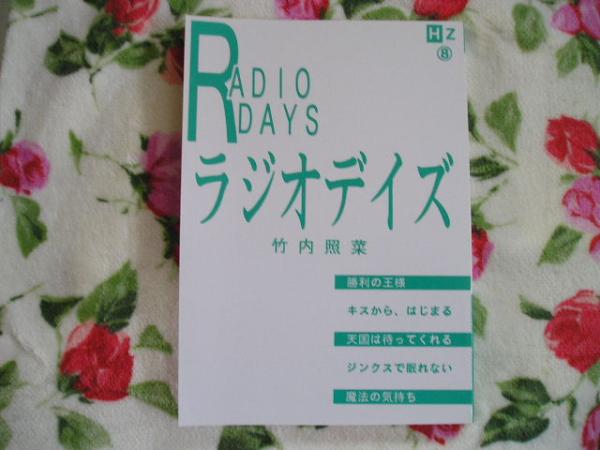 HZ
⑧
RADIO
DAYS
ラジオデイズ
竹内照菜
勝利の王様
キスから、はじまる
天国は待ってくれる
ジンクスで眠れない
魔法の気持ち